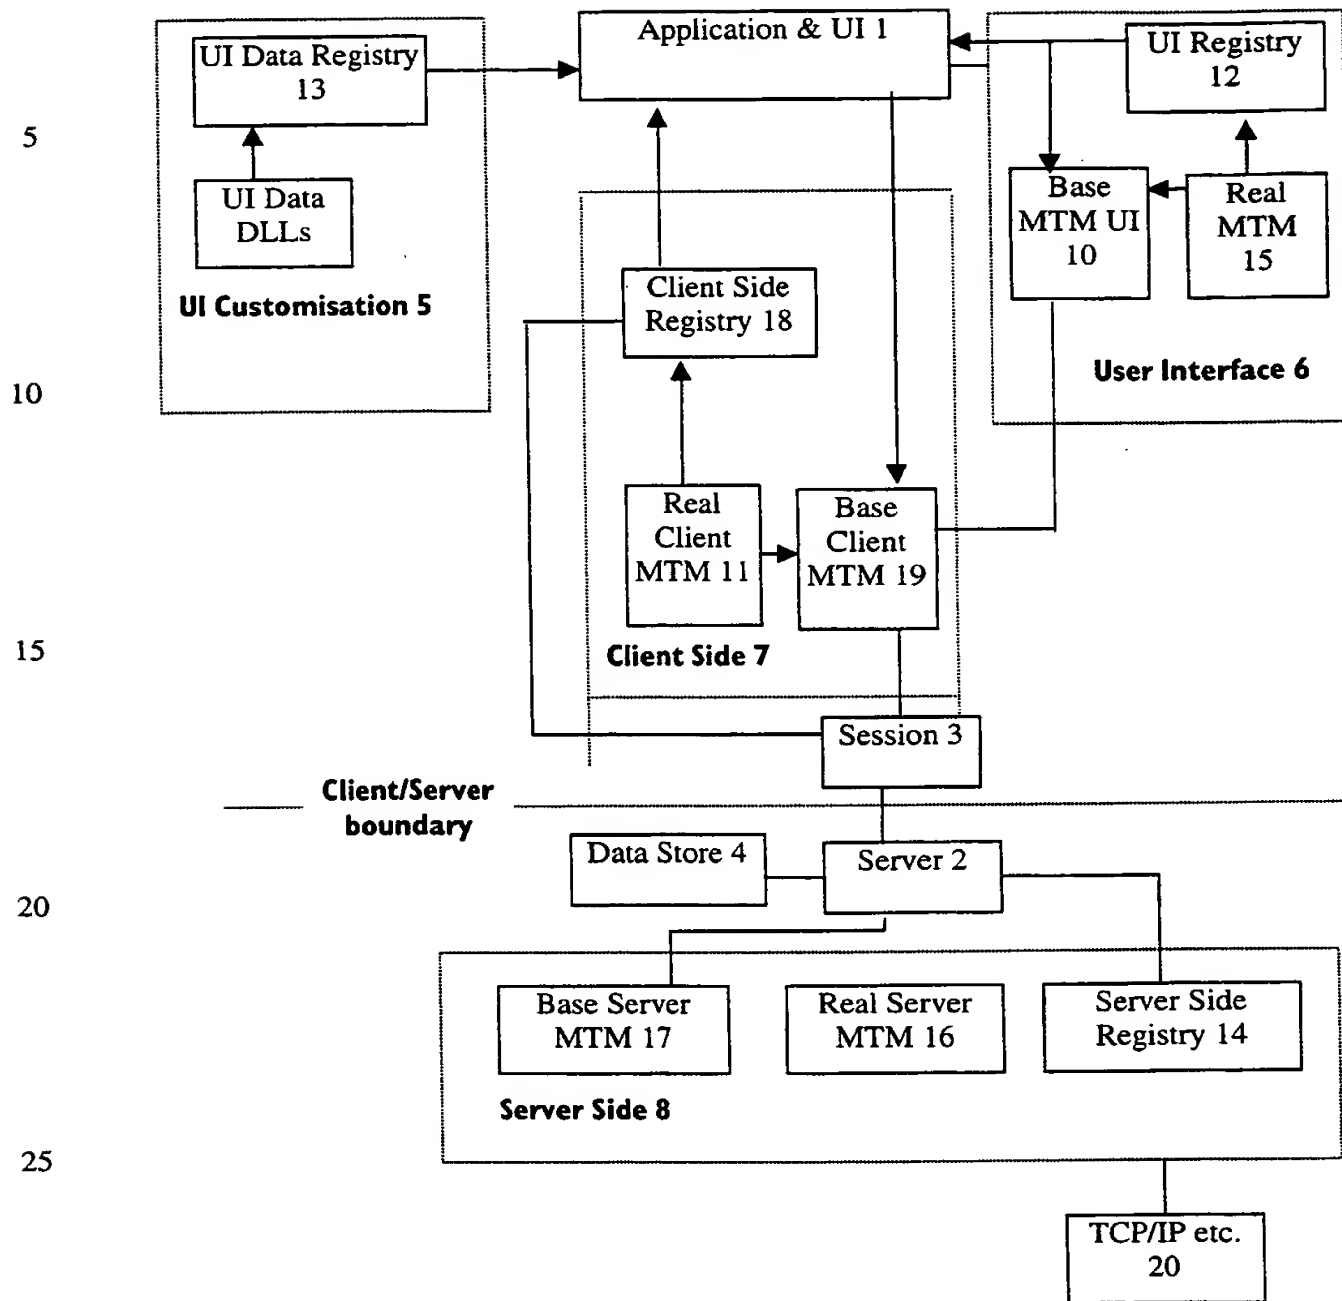 Application & UI 1
UI Data Registry
13
UI Registry
12
5
UI Data
DLLs
Base
MTM UI
10
Real
MTM
15
UI Customisation 5
Client Side
Registry 18
User Interface 6
10
Real
Client
MTM 11
Base
Client
MTM 19
15
Client Side 7
Session 3
Client/Server
boundary
Data Store 4
Server 2
20
Base Server
MTM 17
Real Server
MTM 16
Server Side
Registry 14
Server Side 8
25
TCP/IP etc.
20